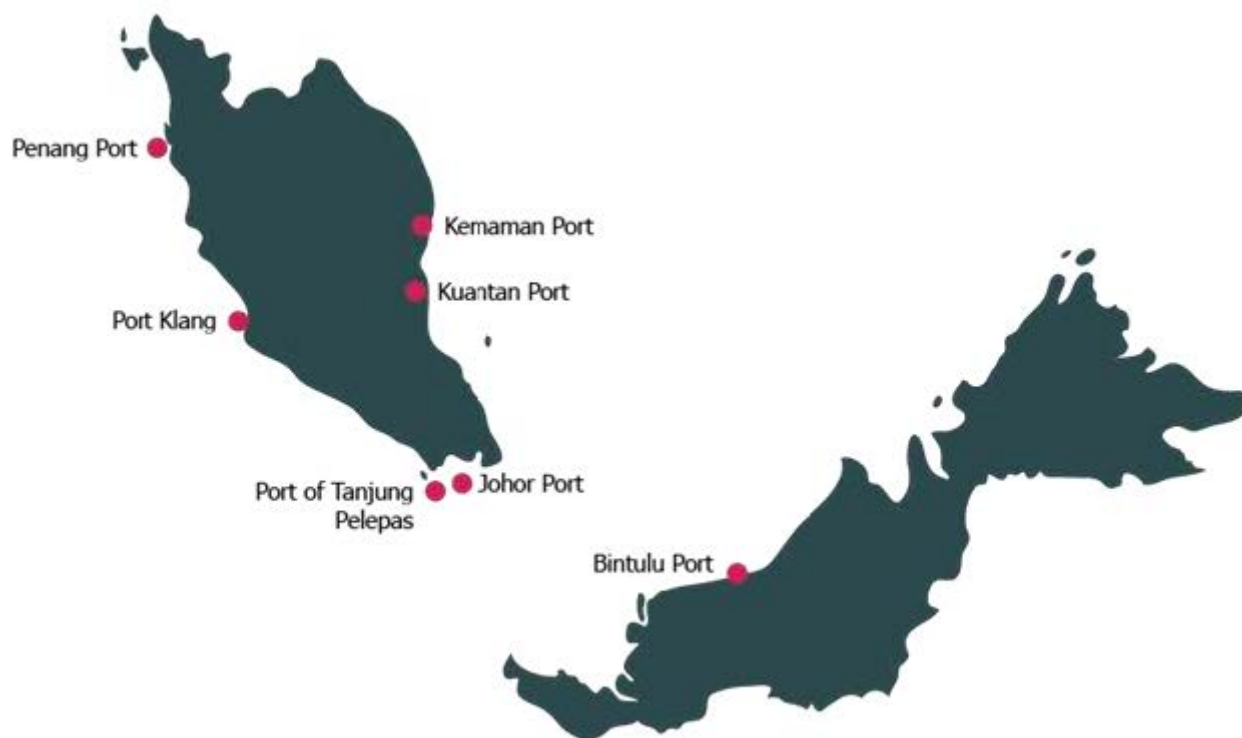 Penang Port
Kemaman Port
Kuantan Port
Port Klang
Port of Tanjung
Pelepas
Johor Port
Bintulu Port